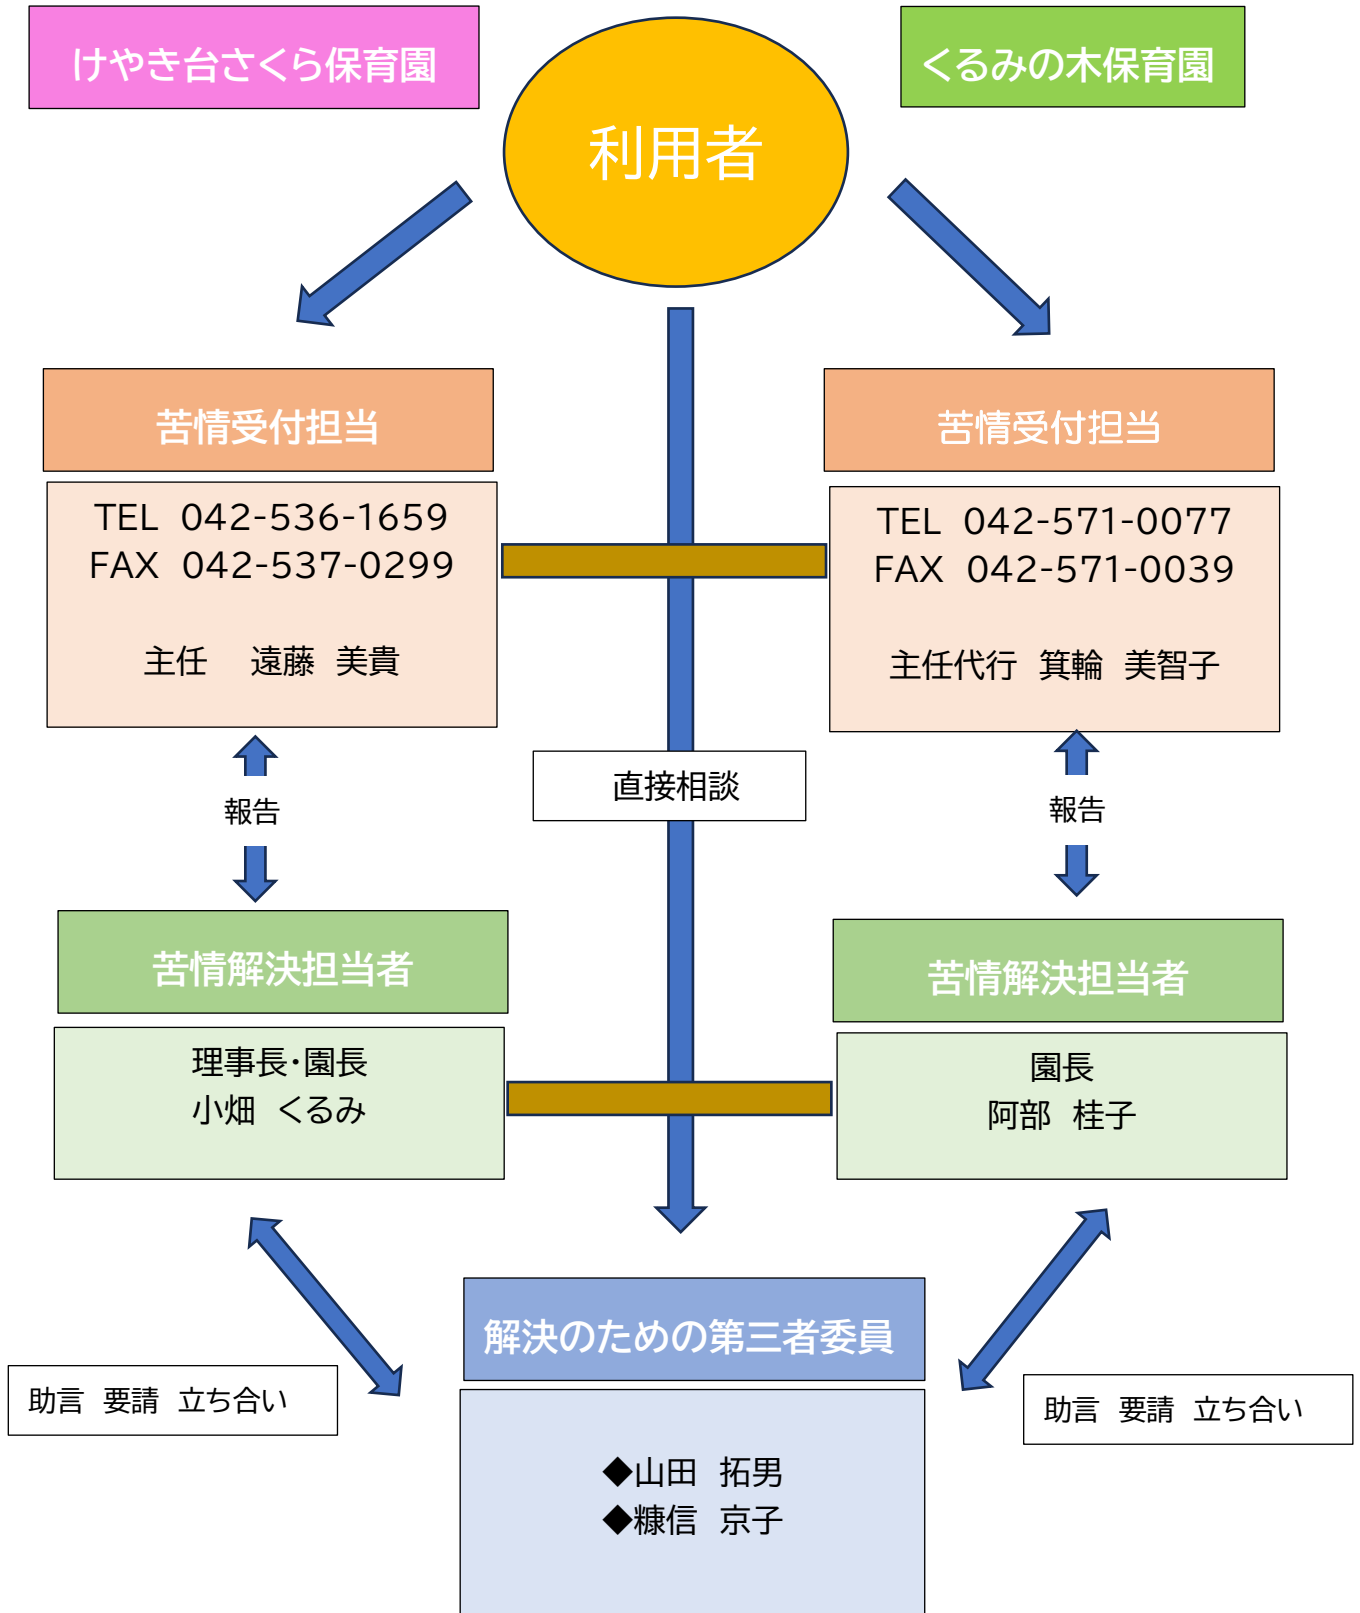 けやき台さくら保育園
くるみの木保育園
利用者
苦情受付担当
TEL 042-536-1659
FAX 042-537-0299
主任　遠藤 美貴
苦情受付担当
TEL 042-571-0077
FAX 042-571-0039
主任代行 箕輪 美智子
報告
直接相談
報告
苦情解決担当者
理事長・園長
小畑 くるみ
苦情解決担当者
園長
阿部 桂子
助言 要請 立ち合い
解決のための第三者委員
◆山田 拓男
◆糠信 京子
助言 要請 立ち合い